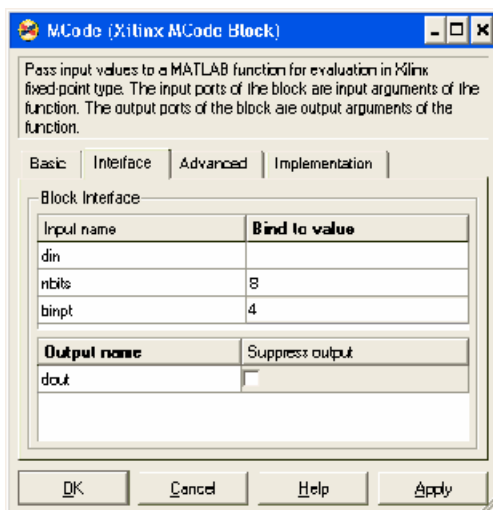 MCode (Xilinx MCode Block)
Pass input values to a MATLAB function for evaluation in Xilinx
fixed-point type. The input ports of the block are input arguments of
the function. The output ports of the block are output arguments of the
function.
Basic Interface Advanced Implementation
Block Interface
Input name Bind to value
din
nbits 8
binpt 4
Output name Suppress output
dout
OK Cancel Help Apply